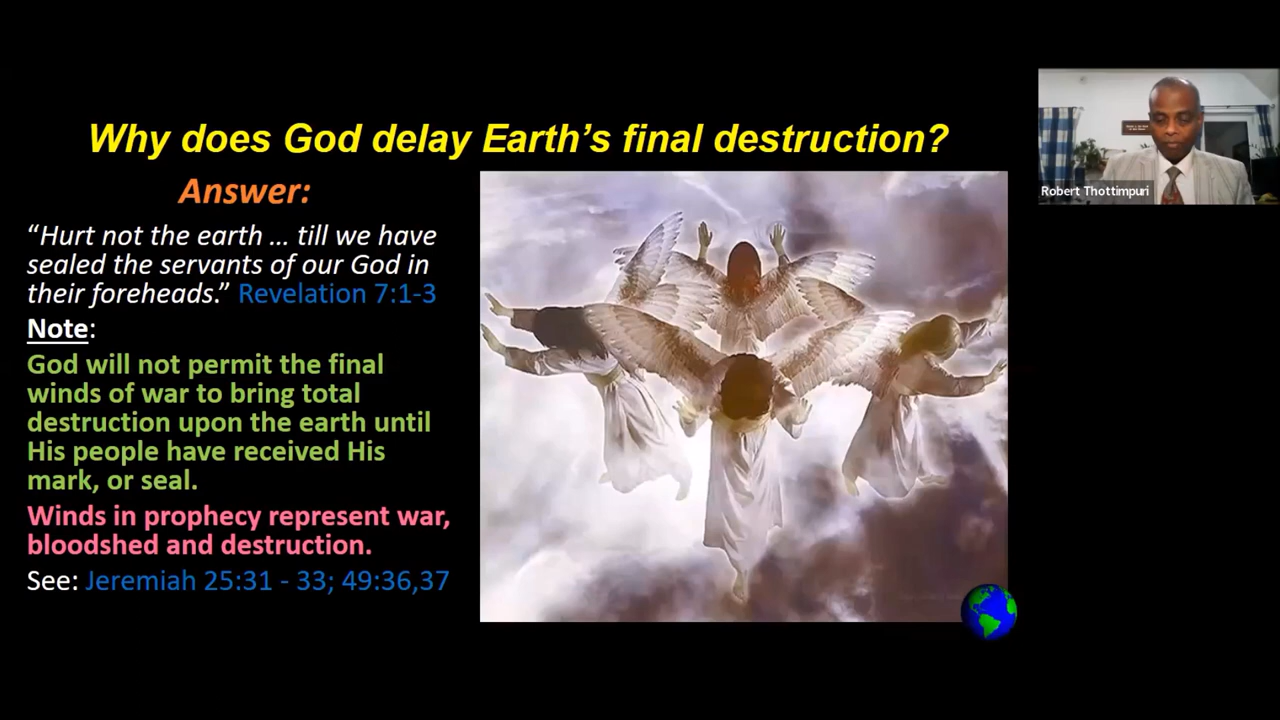 Why does God delay Earth’s final destruction?
Answer:
“Hurt not the earth ... till we have
sealed the servants of our God in
their foreheads.” Revelation 7:1-3
Note:
God will not permit the final
winds of war to bring total
destruction upon the earth until
His people have received His
mark, or seal.
Winds in prophecy represent war,
bloodshed and destruction.
See: Jeremiah 25:31 - 33; 49:36,37
Robert Thottimpuri